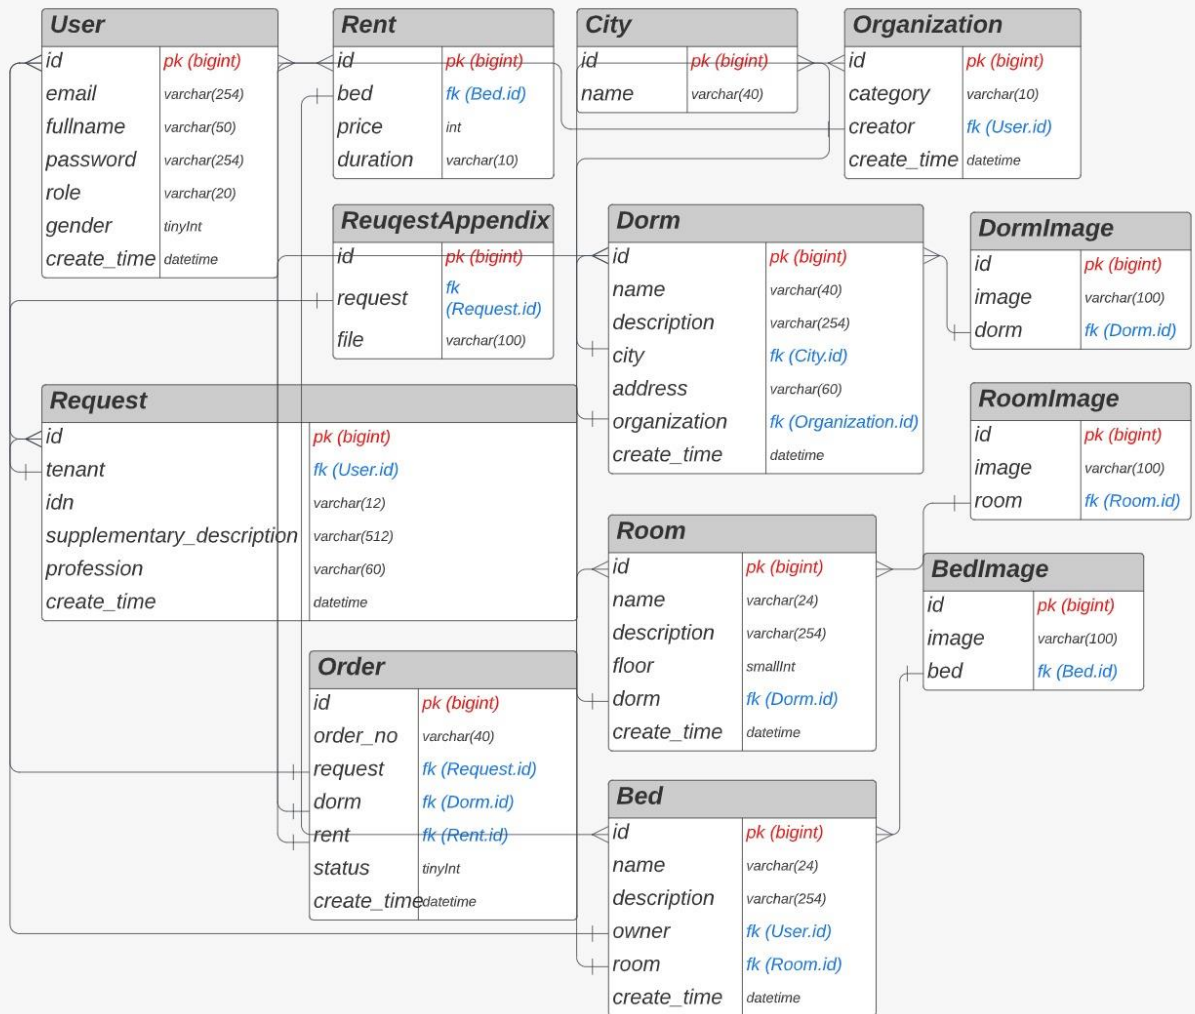 User
id pk (bigint)
email varchar(254)
fullname varchar(50)
password varchar(254)
role varchar(20)
gender tinyInt
create_time datetime
Rent
id pk (bigint)
bed fk (Bed.id)
price int
duration varchar(10)
City
id pk (bigint)
name varchar(40)
Organization
id pk (bigint)
category varchar(10)
creator fk (User.id)
create_time datetime
ReuqestAppendix
id pk (bigint)
request fk
(Request.id)
file varchar(100)
Dorm
id pk (bigint)
name varchar(40)
description varchar(254)
city fk (City.id)
address varchar(60)
organization fk (Organization.id)
create_time datetime
DormImage
id pk (bigint)
image varchar(100)
dorm fk (Dorm.id)
Request
id pk (bigint)
tenant fk (User.id)
idn varchar(12)
supplementary_description varchar(512)
profession varchar(60)
create_time datetime
RoomImage
id pk (bigint)
image varchar(100)
room fk (Room.id)
Room
id pk (bigint)
name varchar(24)
description varchar(254)
floor smallInt
dorm fk (Dorm.id)
create_time datetime
BedImage
id pk (bigint)
image varchar(100)
bed fk (Bed.id)
Order
id pk (bigint)
order_no varchar(40)
request fk (Request.id)
dorm fk (Dorm.id)
rent fk (Rent.id)
status tinyInt
create_time datetime
Bed
id pk (bigint)
name varchar(24)
description varchar(254)
owner fk (User.id)
room fk (Room.id)
create_time datetime